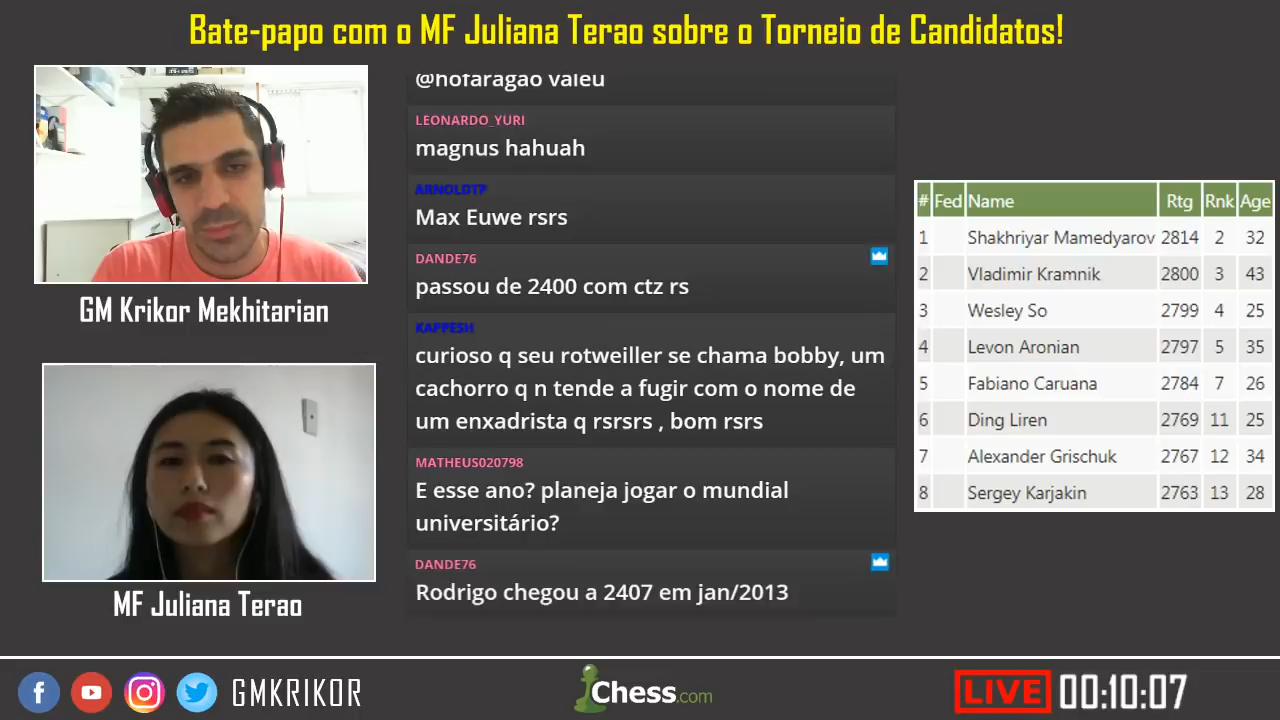 Bate-papo com o MF Juliana Terao sobre o Torneio de Candidatos!
GM Krikor Mekhitarian
MF Juliana Terao
@hofaragao valeu
LEONARDO_YURI
magnus hahuah
ARNOLDTP
Max Euwe rsrs
DANDE76
passou de 2400 com ctz rs
KAPPESH
curioso q seu rotweiller se chama bobby, um
cachorro q n tende a fugir com o nome de
um enxadrista q rsrsrs , bom rsrs
MATHEUS020798
E esse ano? planeja jogar o mundial
universitário?
DANDE76
Rodrigo chegou a 2407 em jan/2013
# Fed Name Rtg Rnk Age
1 Shakhriyar Mamedyarov 2814 2 32
2 Vladimir Kramnik 2800 3 43
3 Wesley So 2799 4 25
4 Levon Aronian 2797 5 35
5 Fabiano Caruana 2784 7 26
6 Ding Liren 2769 11 25
7 Alexander Grischuk 2767 12 34
8 Sergey Karjakin 2763 13 28
GMKRIKOR
Chess.com
LIVE 00:10:07